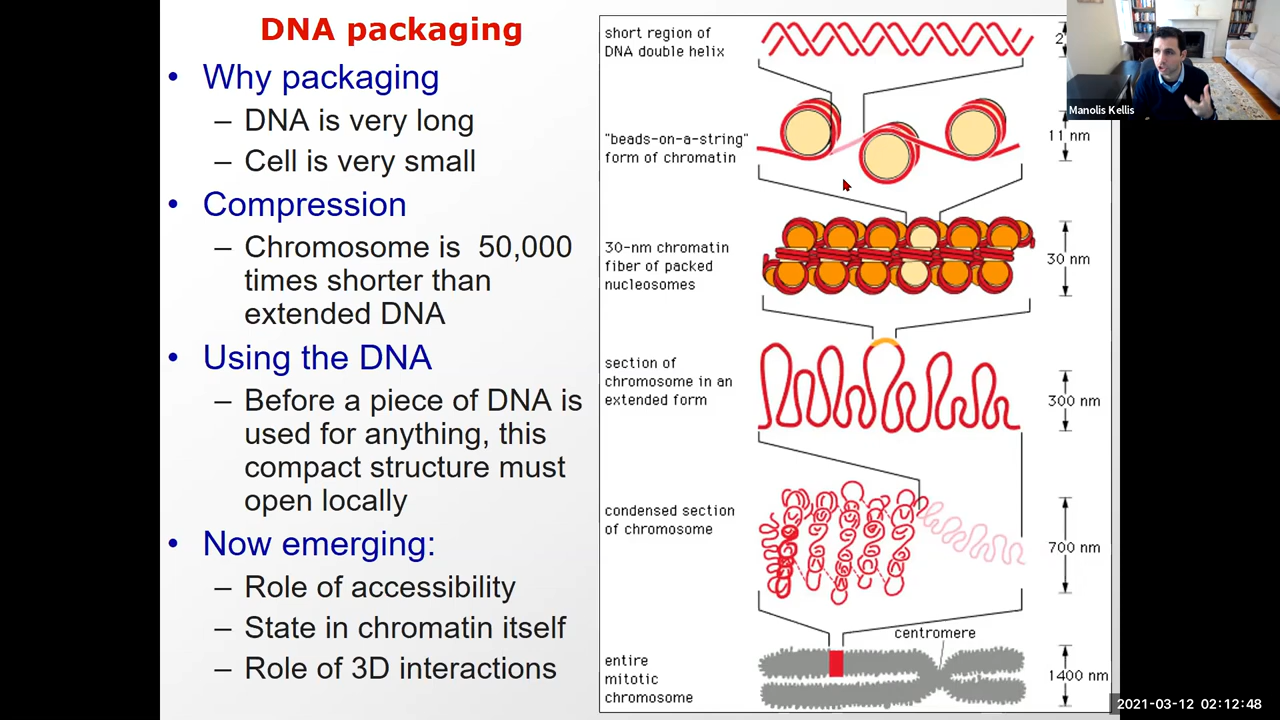 DNA packaging
• Why packaging
– DNA is very long
– Cell is very small
• Compression
– Chromosome is 50,000
times shorter than
extended DNA
• Using the DNA
– Before a piece of DNA is
used for anything, this
compact structure must
open locally
• Now emerging:
– Role of accessibility
– State in chromatin itself
– Role of 3D interactions
short region of
DNA double helix
2
"beads-on-a-string"
form of chromatin
11 nm
30-nm chromatin
fiber of packed
nucleosomes
30 nm
section of
chromosome in an
extended form
300 nm
condensed section
of chromosome
700 nm
centromere
entire
mitotic
chromosome
1400 nm
Manolis Kellis
2021-03-12 02:12:48